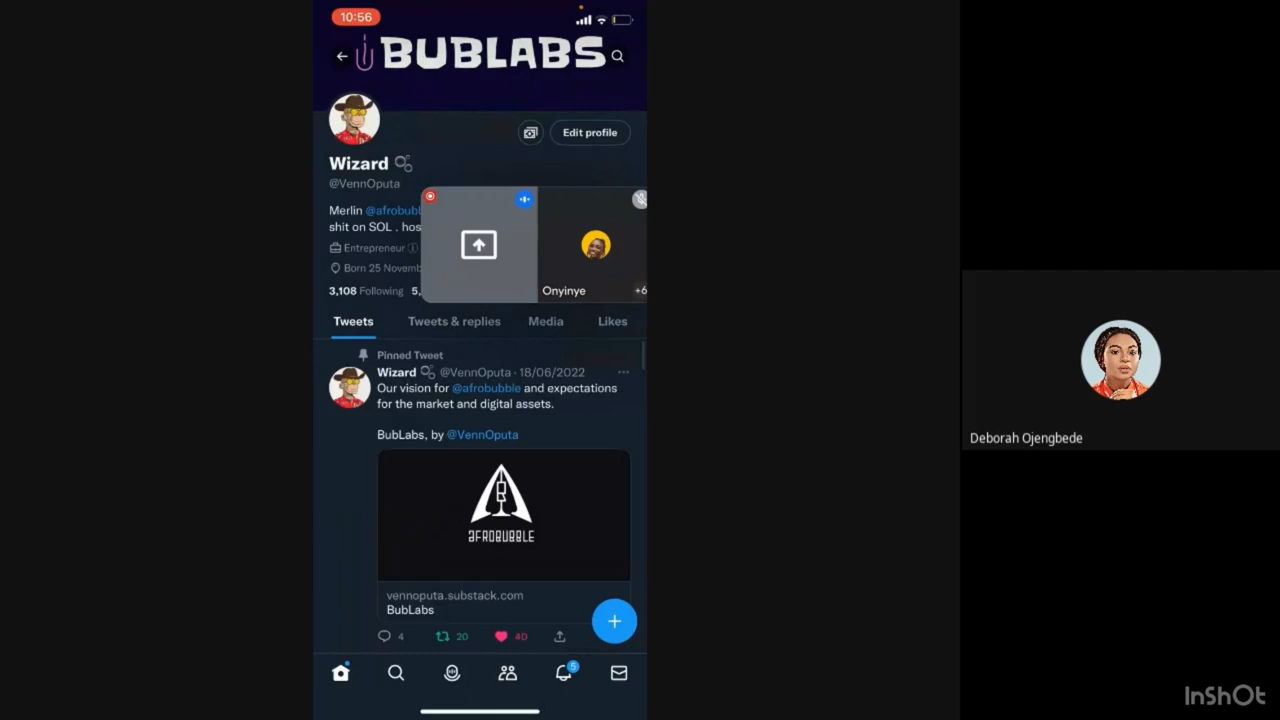 10:56
BUBLABS
Edit profile
Wizard
@VennOputa
Merlin @afrobubl
shit on SOL . hos
Entrepreneur
Born 25 Novemb
3,108 Following 5,
Onyinye
+6
Tweets
Tweets & replies
Media
Likes
Pinned Tweet
Wizard @VennOputa · 18/06/2022
Our vision for @afrobubble and expectations
for the market and digital assets.
BubLabs, by @VennOputa
AFROBUBBLE
vennoputa.substack.com
BubLabs
4
20
40
5
Deborah Ojengbede
InShOt